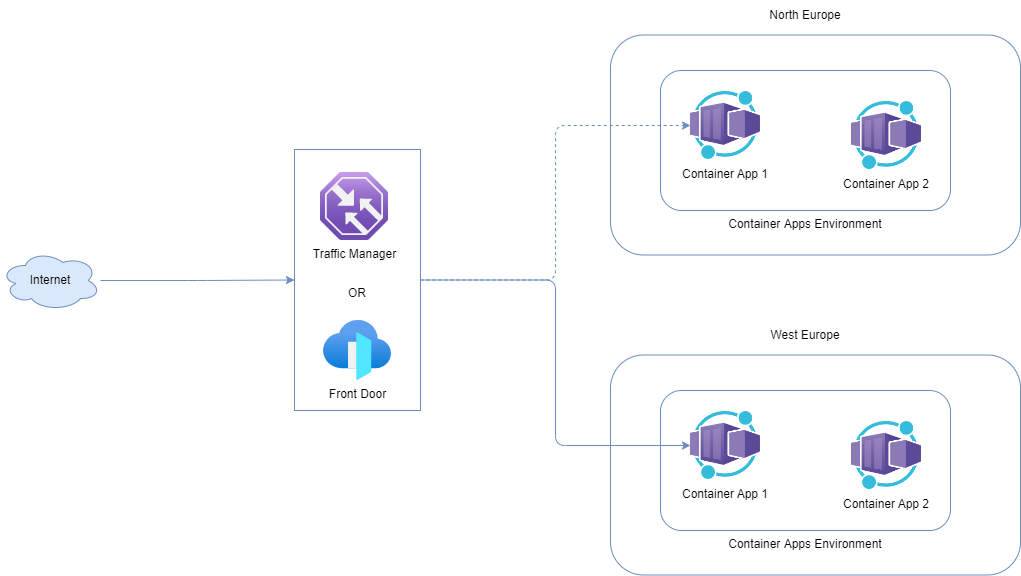 North Europe
Container App 1
Container App 2
Container Apps Environment
Traffic Manager
Internet
OR
Front Door
West Europe
Container App 1
Container App 2
Container Apps Environment